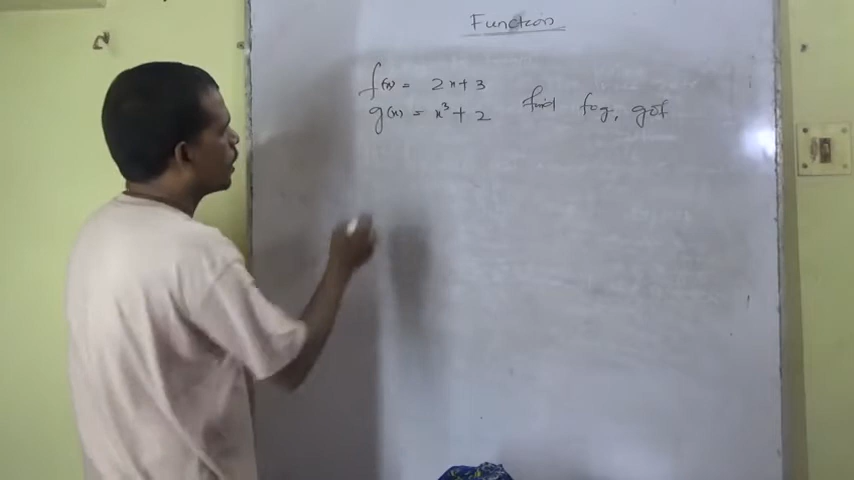 Function
f(x) = 2x+3
g(x) = x³+2 find fog, gof